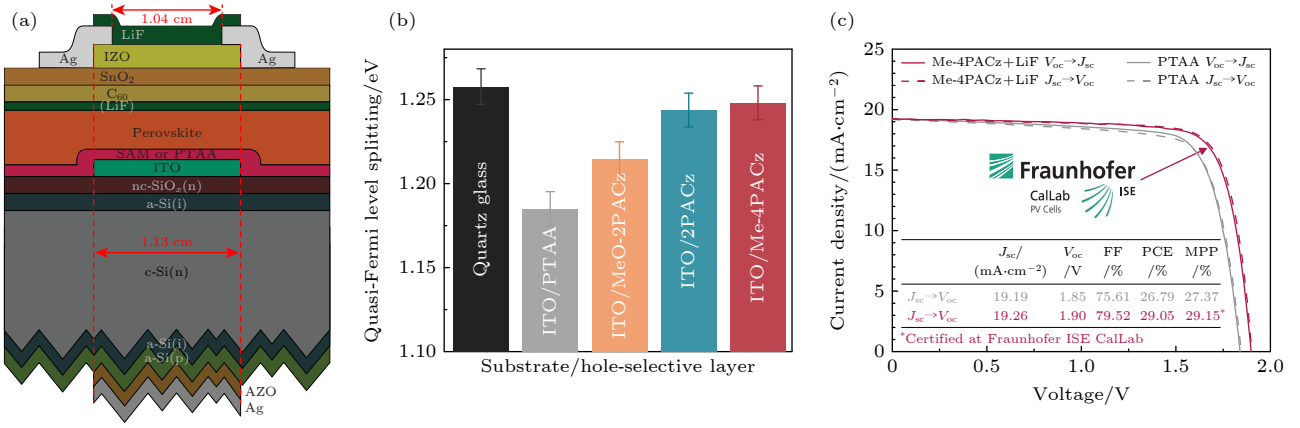 (a)
1.04 cm
LiF
Ag
IZO
Ag
SnO₂
C₆₀
(LiF)
Perovskite
SAM or PTAA
ITO
nc-SiOₓ(n)
a-Si(i)
1.13 cm
c-Si(n)
a-Si(i)
a-Si(p)
AZO
Ag
(b)
Quasi-Fermi level splitting/eV
1.25
1.20
1.15
1.10
Quartz glass
ITO/PTAA
ITO/MeO-2PACz
ITO/2PACz
ITO/Me-4PACz
Substrate/hole-selective layer
(c)
Current density/(mA·cm⁻²)
25
20
15
10
5
0
Me-4PACz+LiF Voc→Jsc
PTAA Voc→Jsc
Me-4PACz+LiF Jsc→Voc
PTAA Jsc→Voc
Fraunhofer
ISE
CalLab
PV Cells
Jsc/ Voc FF PCE MPP
(mA·cm⁻²) /V /% /% /%
Jsc→Voc 19.19 1.85 75.61 26.79 27.37
Jsc→Voc 19.26 1.90 79.52 29.05 29.15*
*Certified at Fraunhofer ISE CalLab
0 0.5 1.0 1.5 2.0
Voltage/V